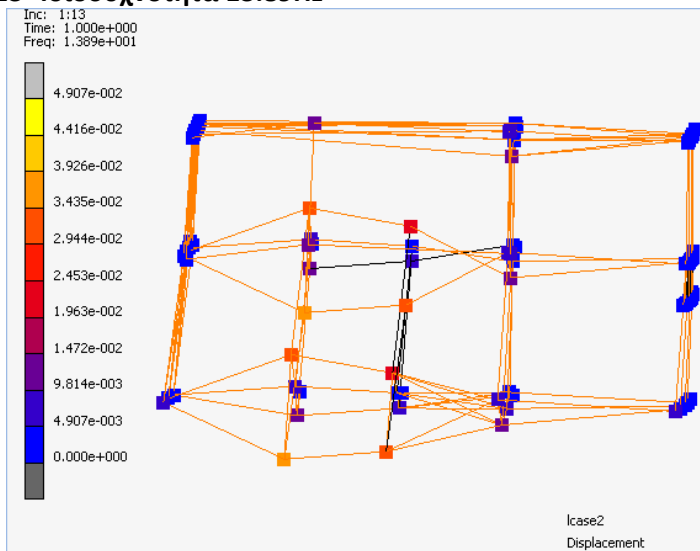 Inc: 1:13
Time: 1.000e+000
Freq: 1.389e+001
4.907e-002
4.416e-002
3.926e-002
3.435e-002
2.944e-002
2.453e-002
1.963e-002
1.472e-002
9.814e-003
4.907e-003
0.000e+000
lcase2
Displacement